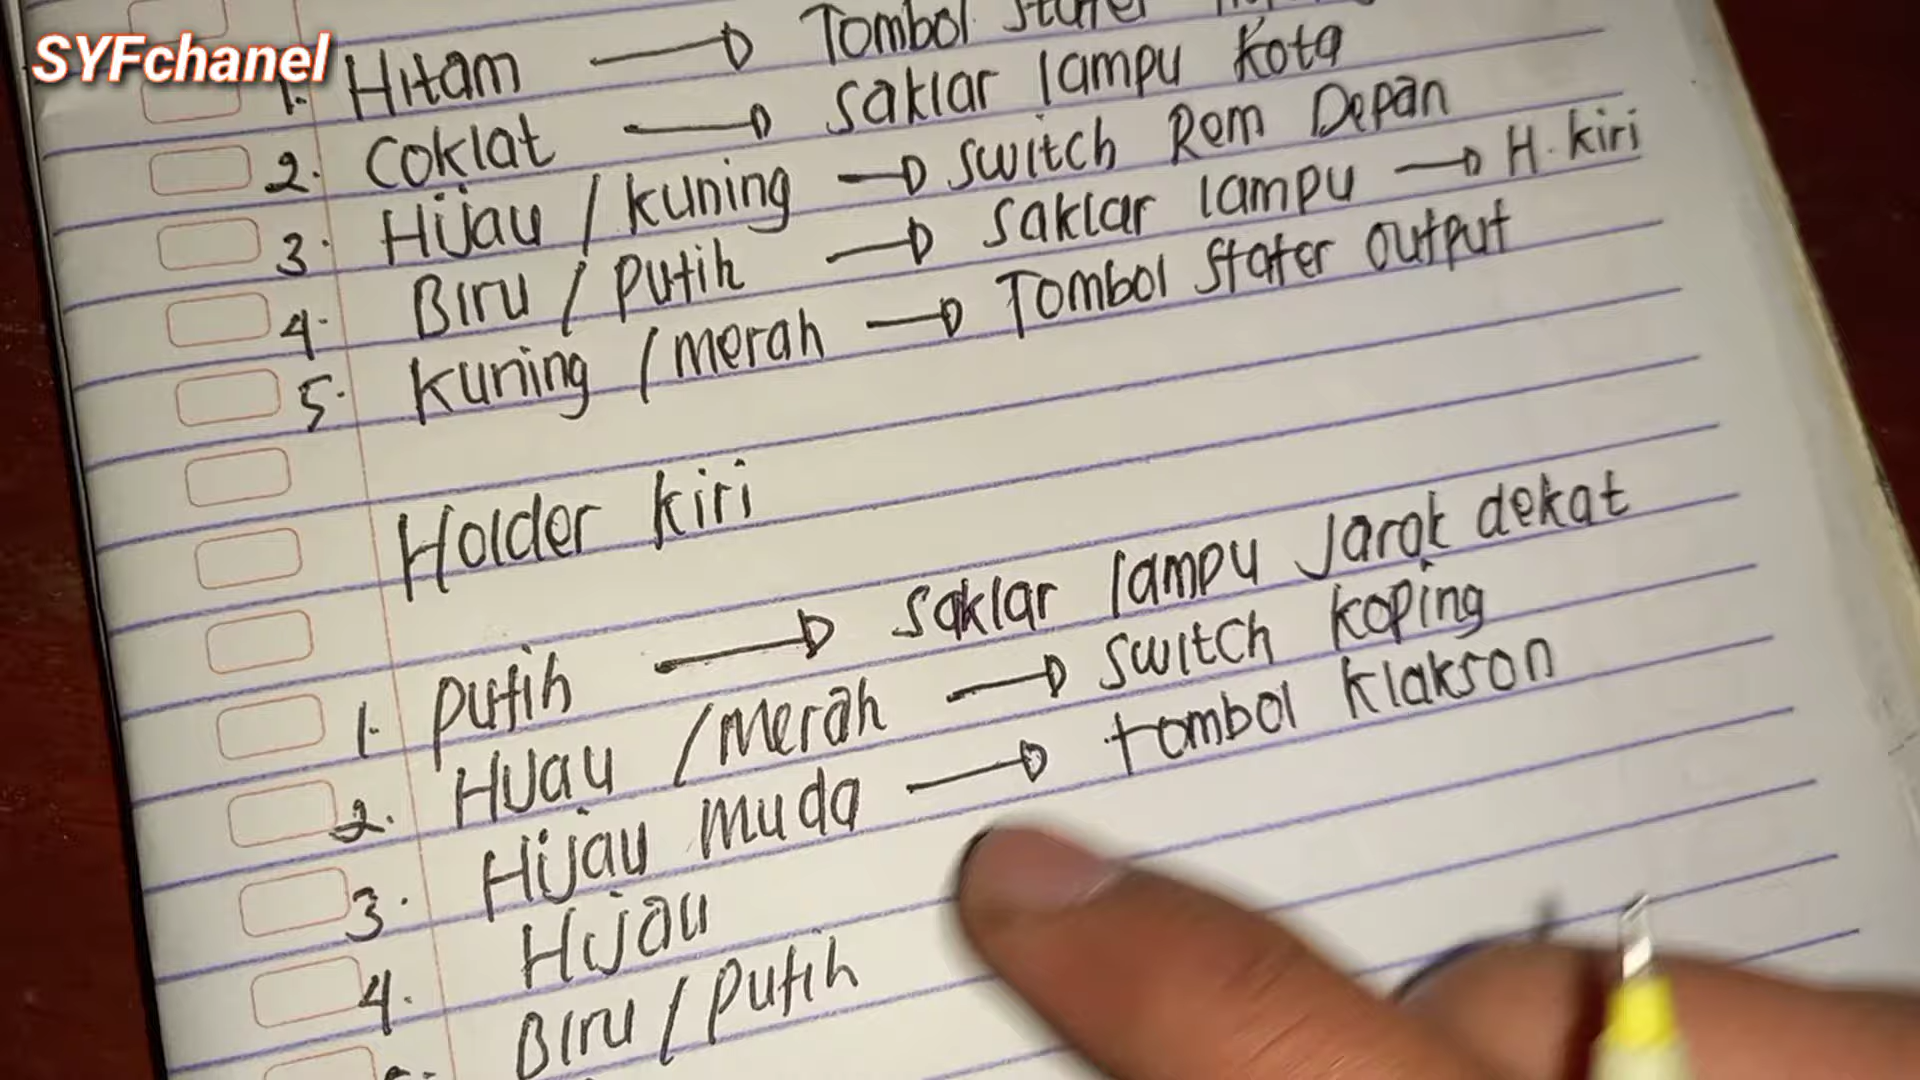 SYFchanel
1. Hitam → Tombol Stater
2. Coklat → saklar lampu kota
3. Hijau / kuning → switch Rem Depan
4. Biru / putih → saklar lampu → H. kiri
5. kuning / merah → Tombol Stater output
Holder kiri
1. putih → saklar lampu Jarak dekat
2. Hijau / merah → switch koping
3. Hijau muda → tombol klakson
4. Hijau
Biru / putih